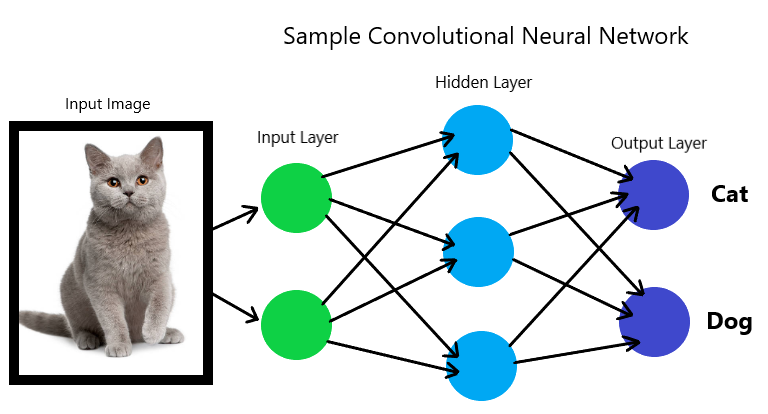 Sample Convolutional Neural Network
Hidden Layer
Input Image
Input Layer
Output Layer
Cat
Dog